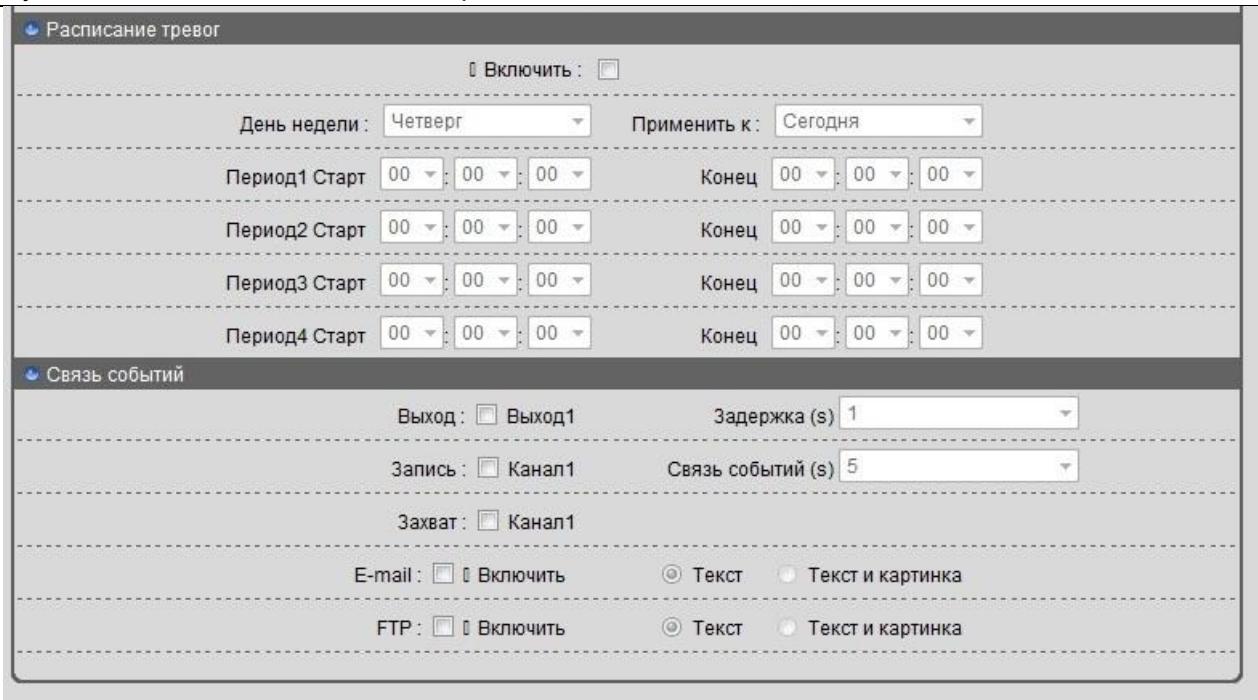 Расписание тревог
▯ Включить :
День недели : Четверг Применить к : Сегодня
Период1 Старт 00 : 00 : 00 Конец 00 : 00 : 00
Период2 Старт 00 : 00 : 00 Конец 00 : 00 : 00
Период3 Старт 00 : 00 : 00 Конец 00 : 00 : 00
Период4 Старт 00 : 00 : 00 Конец 00 : 00 : 00
Связь событий
Выход : Выход1 Задержка (s) 1
Запись : Канал1 Связь событий (s) 5
Захват : Канал1
E-mail : ▯ Включить Текст Текст и картинка
FTP : ▯ Включить Текст Текст и картинка